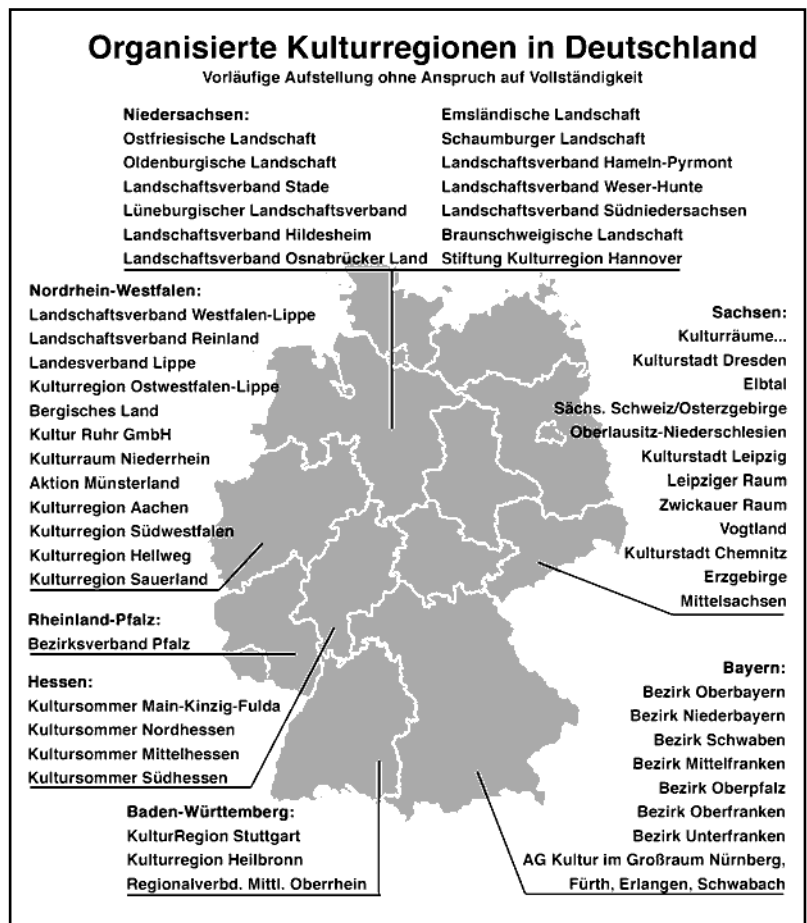 Organisierte Kulturregionen in Deutschland
Vorläufige Aufstellung ohne Anspruch auf Vollständigkeit
Niedersachsen:
Ostfriesische Landschaft
Oldenburgische Landschaft
Landschaftsverband Stade
Lüneburgischer Landschaftsverband
Landschaftsverband Hildesheim
Landschaftsverband Osnabrücker Land
Emsländische Landschaft
Schaumburger Landschaft
Landschaftsverband Hameln-Pyrmont
Landschaftsverband Weser-Hunte
Landschaftsverband Südniedersachsen
Braunschweigische Landschaft
Stiftung Kulturregion Hannover
Nordrhein-Westfalen:
Landschaftsverband Westfalen-Lippe
Landschaftsverband Reinland
Landesverband Lippe
Kulturregion Ostwestfalen-Lippe
Bergisches Land
Kultur Ruhr GmbH
Kulturraum Niederrhein
Aktion Münsterland
Kulturregion Aachen
Kulturregion Südwestfalen
Kulturregion Hellweg
Kulturregion Sauerland
Sachsen:
Kulturräume...
Kulturstadt Dresden
Elbtal
Sächs. Schweiz/Osterzgebirge
Oberlausitz-Niederschlesien
Kulturstadt Leipzig
Leipziger Raum
Zwickauer Raum
Vogtland
Kulturstadt Chemnitz
Erzgebirge
Mittelsachsen
Rheinland-Pfalz:
Bezirksverband Pfalz
Hessen:
Kultursommer Main-Kinzig-Fulda
Kultursommer Nordhessen
Kultursommer Mittelhessen
Kultursommer Südhessen
Bayern:
Bezirk Oberbayern
Bezirk Niederbayern
Bezirk Schwaben
Bezirk Mittelfranken
Bezirk Oberpfalz
Bezirk Oberfranken
Bezirk Unterfranken
AG Kultur im Großraum Nürnberg,
Fürth, Erlangen, Schwabach
Baden-Württemberg:
KulturRegion Stuttgart
Kulturregion Heilbronn
Regionalverbd. Mittl. Oberrhein